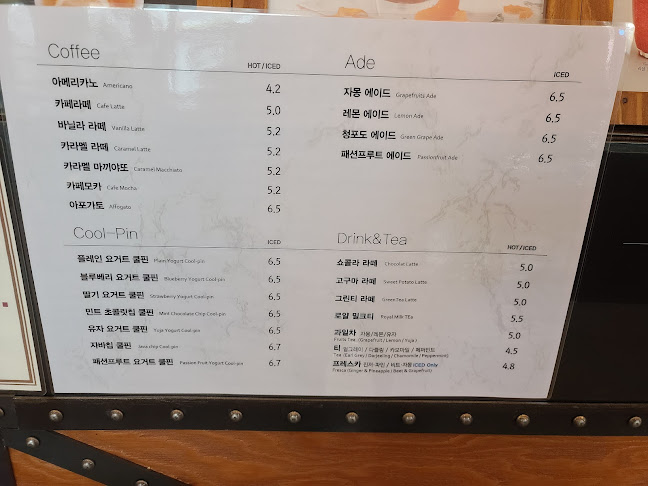 Coffee
HOT / ICED
아메리카노 Americano 4.2
카페라떼 Cafe Latte 5.0
바닐라 라떼 Vanilla Latte 5.2
카라멜 라떼 Caramel Latte 5.2
카라멜 마끼야또 Caramel Macchiato 5.2
카페모카 Cafe Mocha 5.2
아포가토 Affogato 6.5
Ade
ICED
자몽 에이드 Grapefruits Ade 6.5
레몬 에이드 Lemon Ade 6.5
청포도 에이드 Green Grape Ade 6.5
패션프루트 에이드 Passionfruit Ade 6.5
Cool-Pin
ICED
플레인 요거트 쿨핀 Plain Yogurt Cool-pin 6.5
블루베리 요거트 쿨핀 Blueberry Yogurt Cool-pin 6.5
딸기 요거트 쿨핀 Strawberry Yogurt Cool-pin 6.5
민트 초콜릿칩 쿨핀 Mint Chocolate Chip Cool-pin 6.5
유자 요거트 쿨핀 Yuja Yogurt Cool-pin 6.5
자바칩 쿨핀 Java chip Cool-pin 6.7
패션프루트 요거트 쿨핀 Passion Fruit Yogurt Cool-pin 6.7
Drink&Tea
HOT / ICED
쇼콜라 라떼 Chocolat Latte 5.0
고구마 라떼 Sweet Potato Latte 5.0
그린티 라떼 Green Tea Latte 5.0
로얄 밀크티 Royal Milk Tea 5.5
과일차 자몽/레몬/유자 5.0
Fruits Tea (Grapefruit / Lemon / Yuja)
티 얼그레이 / 다즐링 / 카모마일 / 페퍼민트 4.5
Tea (Earl Grey / Darjeeling / Chamomile / Peppermint)
프레스카 진저·파인 / 비트·자몽 ICED Only 4.8
Fresca (Ginger & Pineapple / Beet & Grapefruit)